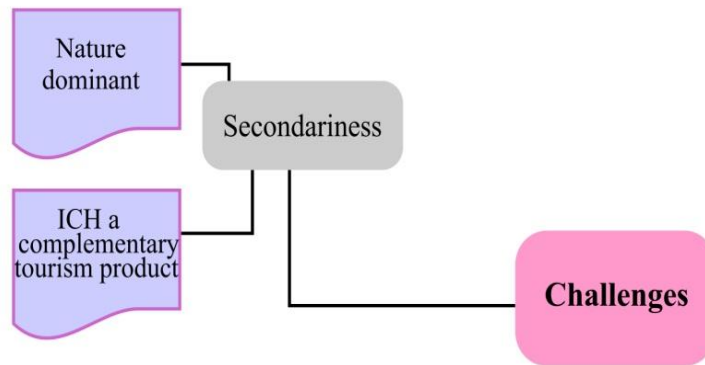 Nature
dominant
Secondariness
ICH a
complementary
tourism product
Challenges